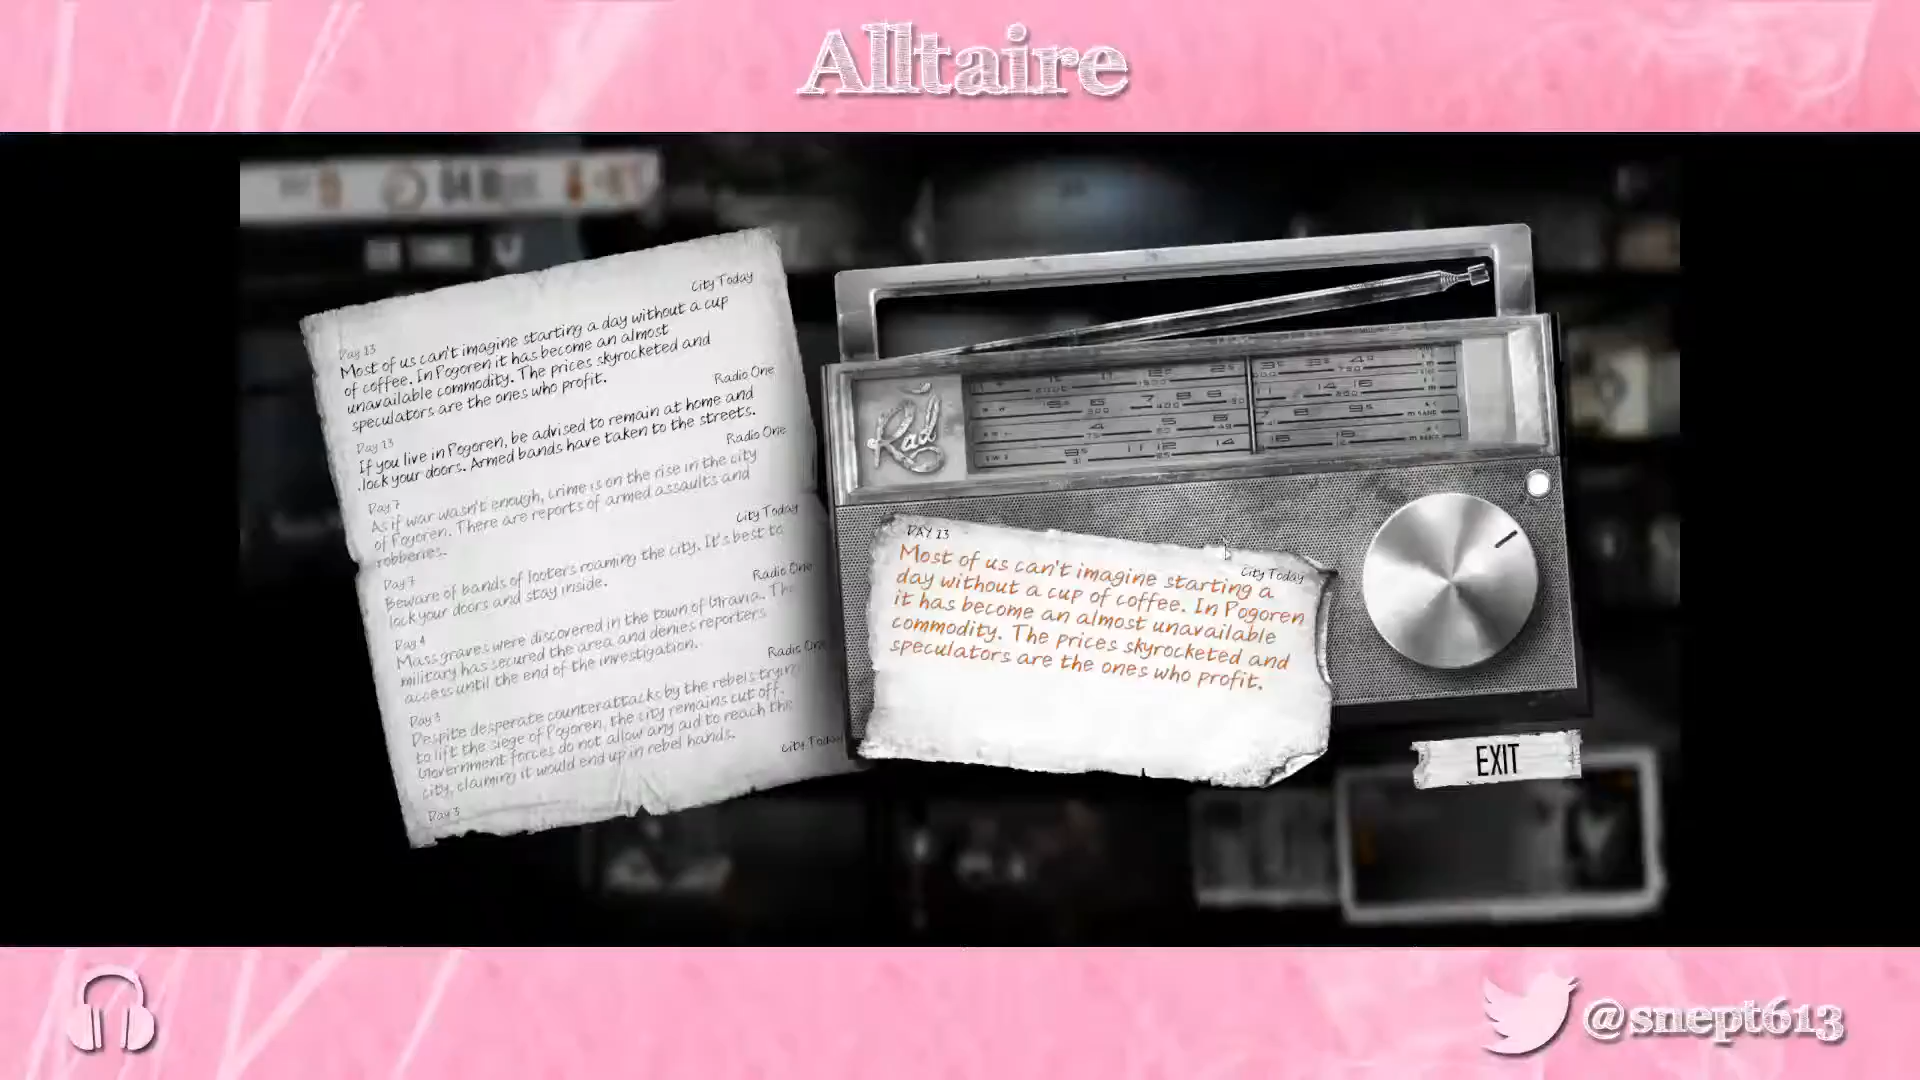 Alltaire
City Today
Day 13
Most of us can't imagine starting a day without a cup
of coffee. In Pogoren it has become an almost
unavailable commodity. The prices skyrocketed and
speculators are the ones who profit.
Radio One
Day 13
If you live in Pogoren, be advised to remain at home and
.lock your doors. Armed bands have taken to the streets.
Radio One
Day 7
As if war wasn't enough, crime is on the rise in the city
of Pogoren. There are reports of armed assaults and
robberies.
City Today
Day 7
Beware of bands of looters roaming the city. It's best to
lock your doors and stay inside.
Radio One
Day 4
Mass graves were discovered in the town of Gravia. The
military has secured the area and denies reporters
access until the end of the investigation.
Radio One
Day 3
Despite desperate counterattacks by the rebels tryin
to lift the siege of Pogoren, the city remains cut off.
Government forces do not allow any aid to reach the
city, claiming it would end up in rebel hands.
City Today
Day 3
Rad
DAY 13
City Today
Most of us can't imagine starting a
day without a cup of coffee. In Pogoren
it has become an almost unavailable
commodity. The prices skyrocketed and
speculators are the ones who profit.
EXIT
@snept613